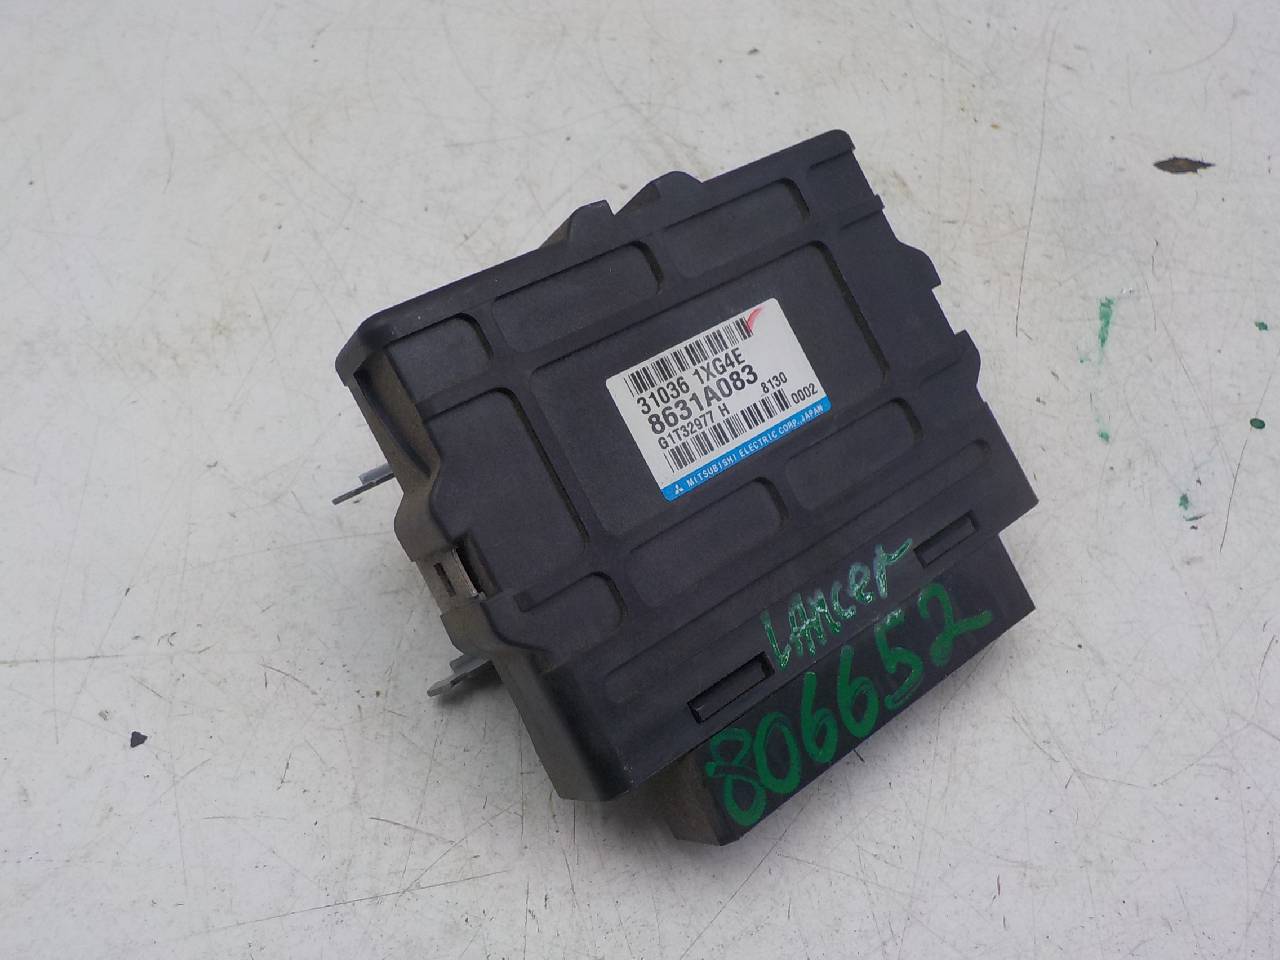 31036 1XG4E
8631A083
G1T32977 H 8130
0002
MITSUBISHI ELECTRIC CORP. JAPAN
LANCER
806652